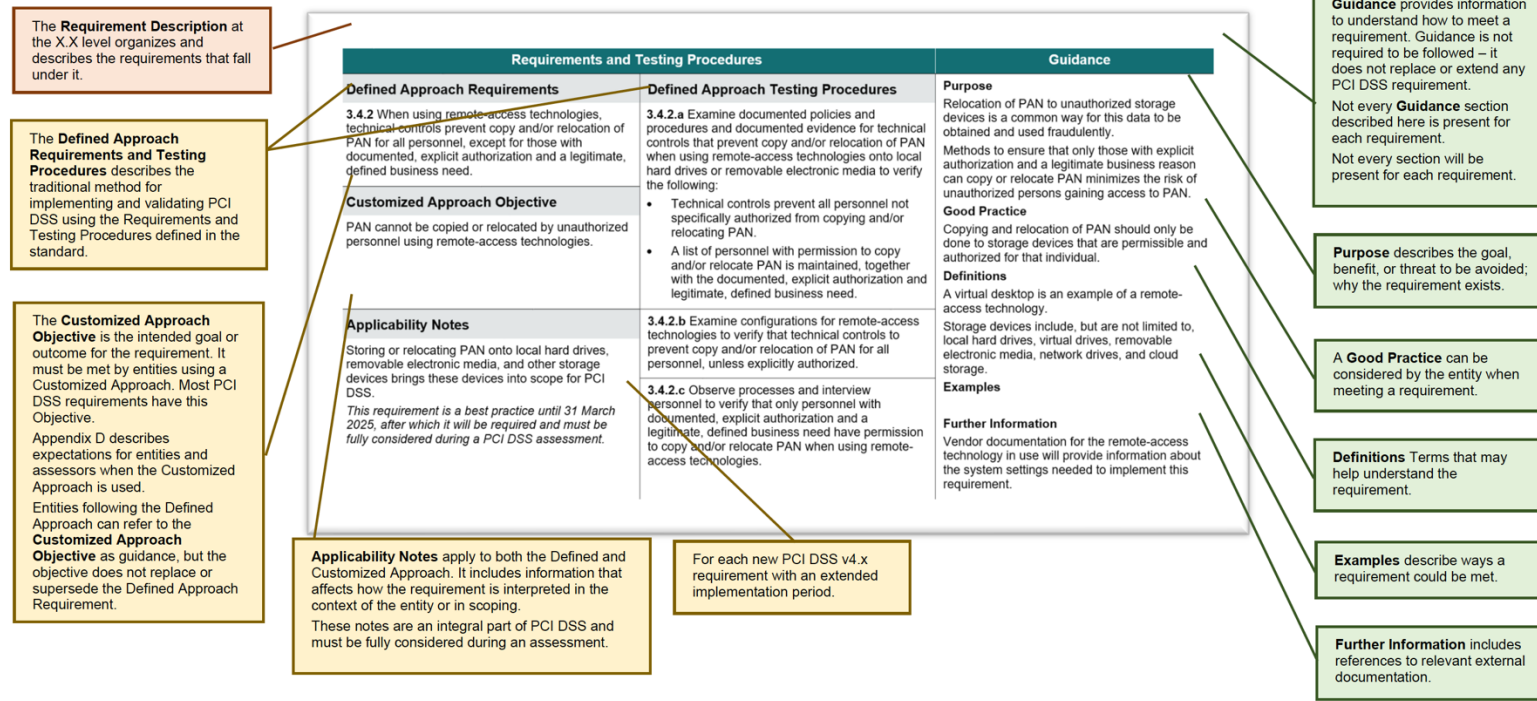 The Requirement Description at
the X.X level organizes and
describes the requirements that fall
under it.
The Defined Approach
Requirements and Testing
Procedures describes the
traditional method for
implementing and validating PCI
DSS using the Requirements and
Testing Procedures defined in the
standard.
The Customized Approach
Objective is the intended goal or
outcome for the requirement. It
must be met by entities using a
Customized Approach. Most PCI
DSS requirements have this
Objective.
Appendix D describes
expectations for entities and
assessors when the Customized
Approach is used.
Entities following the Defined
Approach can refer to the
Customized Approach
Objective as guidance, but the
objective does not replace or
supersede the Defined Approach
Requirement.
Requirements and Testing Procedures
Guidance
Defined Approach Requirements
3.4.2 When using remote-access technologies,
technical controls prevent copy and/or relocation of
PAN for all personnel, except for those with
documented, explicit authorization and a legitimate,
defined business need.
Customized Approach Objective
PAN cannot be copied or relocated by unauthorized
personnel using remote-access technologies.
Applicability Notes
Storing or relocating PAN onto local hard drives,
removable electronic media, and other storage
devices brings these devices into scope for PCI
DSS.
This requirement is a best practice until 31 March
2025, after which it will be required and must be
fully considered during a PCI DSS assessment.
Defined Approach Testing Procedures
3.4.2.a Examine documented policies and
procedures and documented evidence for technical
controls that prevent copy and/or relocation of PAN
when using remote-access technologies onto local
hard drives or removable electronic media to verify
the following:
• Technical controls prevent all personnel not
specifically authorized from copying and/or
relocating PAN.
• A list of personnel with permission to copy
and/or relocate PAN is maintained, together
with the documented, explicit authorization and
legitimate, defined business need.
3.4.2.b Examine configurations for remote-access
technologies to verify that technical controls to
prevent copy and/or relocation of PAN for all
personnel, unless explicitly authorized.
3.4.2.c Observe processes and interview
personnel to verify that only personnel with
documented, explicit authorization and a
legitimate, defined business need have permission
to copy and/or relocate PAN when using remote-
access technologies.
Purpose
Relocation of PAN to unauthorized storage
devices is a common way for this data to be
obtained and used fraudulently.
Methods to ensure that only those with explicit
authorization and a legitimate business reason
can copy or relocate PAN minimizes the risk of
unauthorized persons gaining access to PAN.
Good Practice
Copying and relocation of PAN should only be
done to storage devices that are permissible and
authorized for that individual.
Definitions
A virtual desktop is an example of a remote-
access technology.
Storage devices include, but are not limited to,
local hard drives, virtual drives, removable
electronic media, network drives, and cloud
storage.
Examples
Further Information
Vendor documentation for the remote-access
technology in use will provide information about
the system settings needed to implement this
requirement.
Applicability Notes apply to both the Defined and
Customized Approach. It includes information that
affects how the requirement is interpreted in the
context of the entity or in scoping.
These notes are an integral part of PCI DSS and
must be fully considered during an assessment.
For each new PCI DSS v4.x
requirement with an extended
implementation period.
Guidance provides information
to understand how to meet a
requirement. Guidance is not
required to be followed – it
does not replace or extend any
PCI DSS requirement.
Not every Guidance section
described here is present for
each requirement.
Not every section will be
present for each requirement.
Purpose describes the goal,
benefit, or threat to be avoided;
why the requirement exists.
A Good Practice can be
considered by the entity when
meeting a requirement.
Definitions Terms that may
help understand the
requirement.
Examples describe ways a
requirement could be met.
Further Information includes
references to relevant external
documentation.